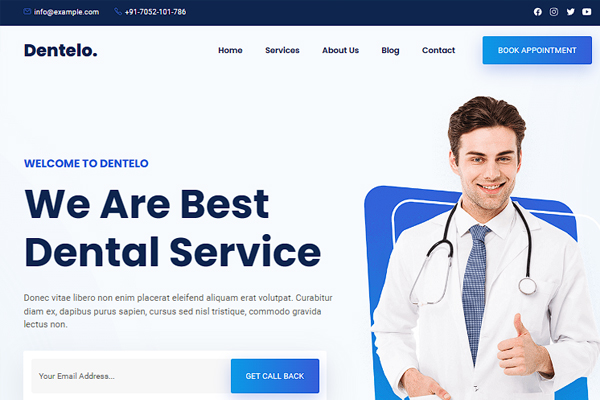 info@example.com +91-7052-101-786
Dentelo. Home Services About Us Blog Contact BOOK APPOINTMENT
WELCOME TO DENTELO
We Are Best
Dental Service
Donec vitae libero non enim placerat eleifend aliquam erat volutpat. Curabitur
diam ex, dapibus purus sapien, cursus sed nisl tristique, commodo gravida
lectus non.
Your Email Address... GET CALL BACK